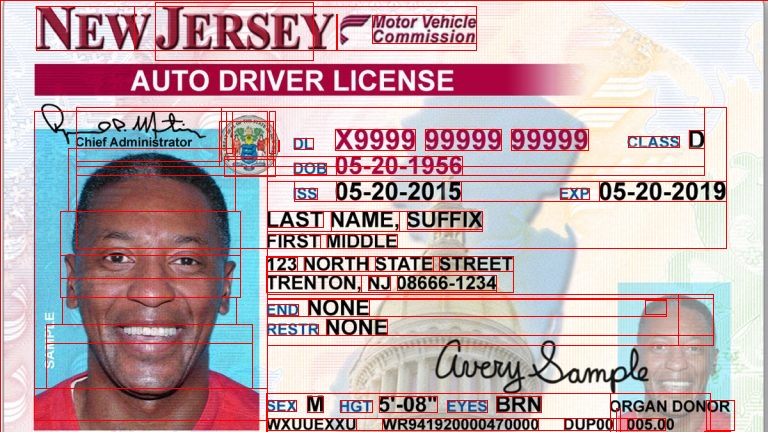 NEW JERSEY
Motor Vehicle
Commission
AUTO DRIVER LICENSE
Chief Administrator
DL X9999 99999 99999 CLASS D
DOB 05-20-1956
ISS 05-20-2015 EXP 05-20-2019
LAST NAME, SUFFIX
FIRST MIDDLE
123 NORTH STATE STREET
TRENTON, NJ 08666-1234
END NONE
RESTR NONE
SAMPLE
Avery Sample
SEX M HGT 5'-08" EYES BRN
ORGAN DONOR
WXUUEXXU WR941920000470000 DUP00 005.00